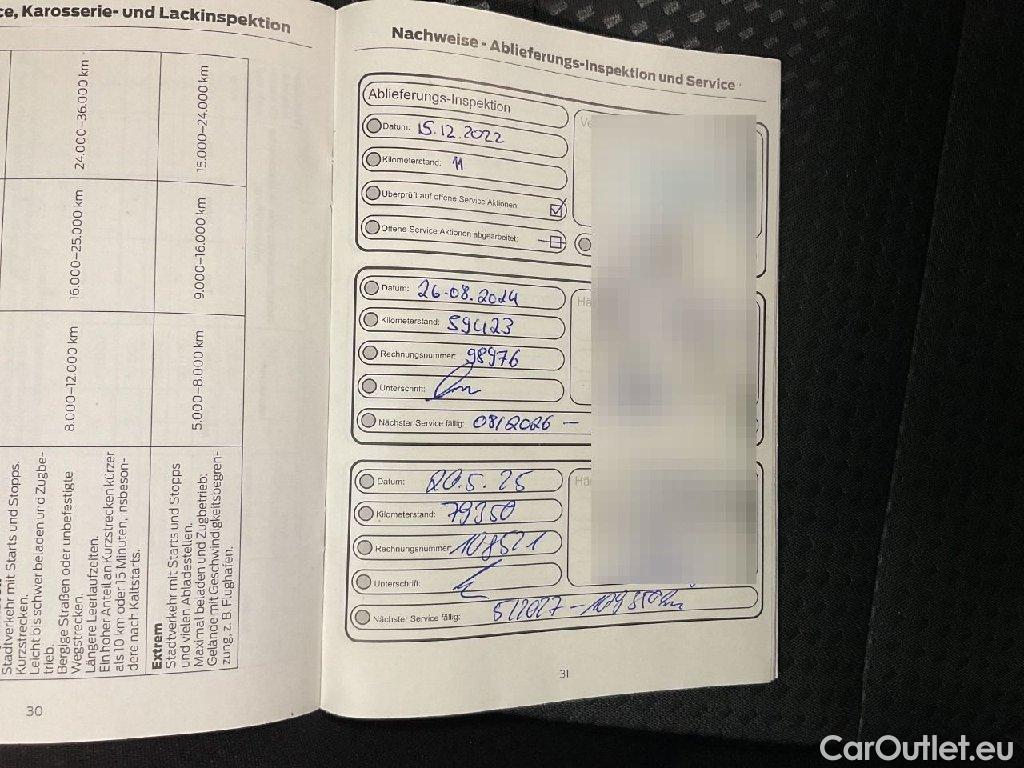 ce, Karosserie- und Lackinspektion
24.000–36.000 km
15.000–24.000 km
16.000–25.000 km
9.000–16.000 km
8.000–12.000 km
5.000–8.000 km
Stadtverkehr mit Starts und Stopps.
Kurzstrecken.
Leicht bis schwer beladen und Zugbe-
trieb.
Bergige Straßen oder unbefestigte
Wegstrecken.
Längere Leerlaufzeiten.
Ein hoher Anteil an Kurzstrecken kürzer
als 10 km oder 15 Minuten, insbeson-
dere nach Kaltstarts.
Extrem
Stadtverkehr mit Starts und Stopps
und vielen Abladestellen.
Maximal beladen und Zugbetrieb.
Gelände mit Geschwindigkeitsbegren-
zung, z. B. Flughäfen.
30
Nachweise - Ablieferungs-Inspektion und Service
Ablieferungs-Inspektion
Datum: 15.12.2022
Kilometerstand: 11
Überprüft auf offene Service Aktionen
Offene Service Aktionen abgearbeitet:
Datum: 26.08.2024
Kilometerstand: 59423
Rechnungsnummer: 98976
Unterschrift:
Nächster Service fällig: 08/2026 –
Datum: 20.5.25
Kilometerstand: 79350
Rechnungsnummer: 108521
Unterschrift:
Nächster Service fällig: 5/2027 – 109350km
31
CarOutlet.eu